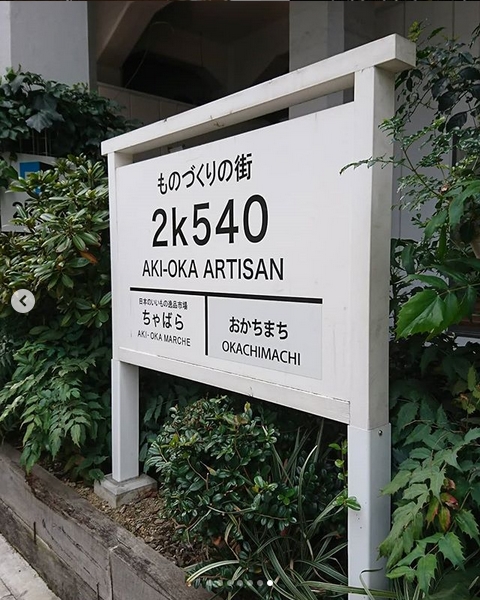 ものづくりの街
2k540
AKI-OKA ARTISAN
日本のいいもの逸品市場
ちゃばら
AKI-OKA MARCHE
おかちまち
OKACHIMACHI